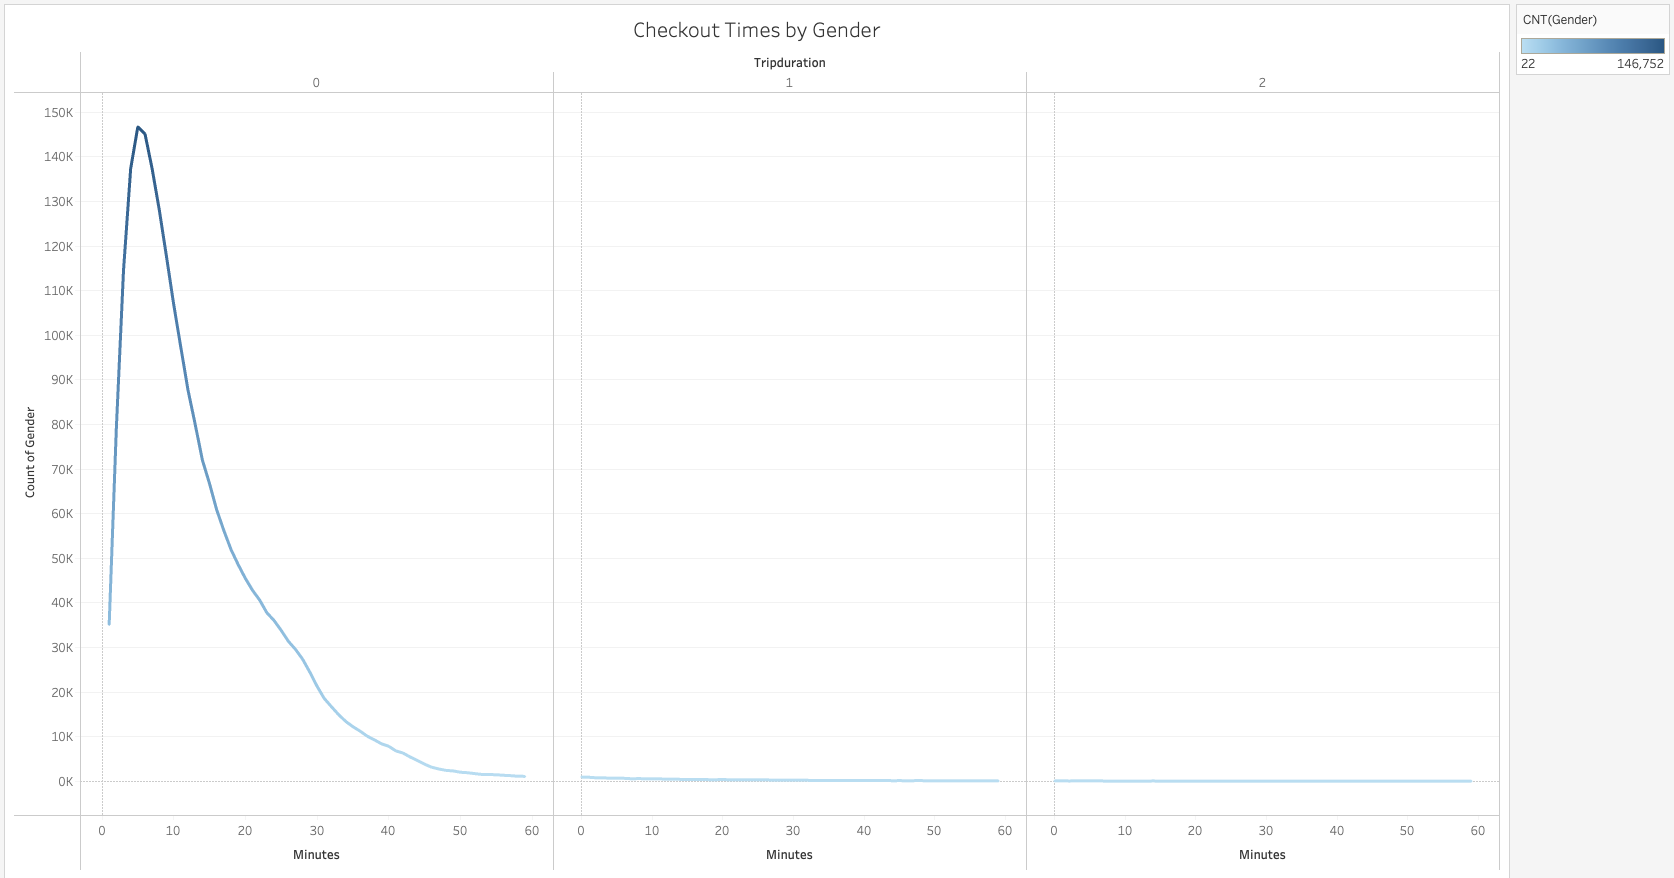 Checkout Times by Gender
CNT(Gender)
22 146,752
Tripduration
0 1 2
150K
140K
130K
120K
110K
100K
90K
80K
70K
60K
50K
40K
30K
20K
10K
0K
Count of Gender
0 10 20 30 40 50 60 0 10 20 30 40 50 60 0 10 20 30 40 50 60
Minutes Minutes Minutes